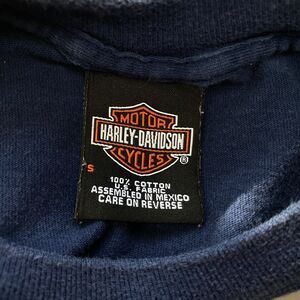 MOTOR
HARLEY-DAVIDSON
CYCLES®
S
100% COTTON
U.S. FABRIC
ASSEMBLED IN MEXICO
CARE ON REVERSE